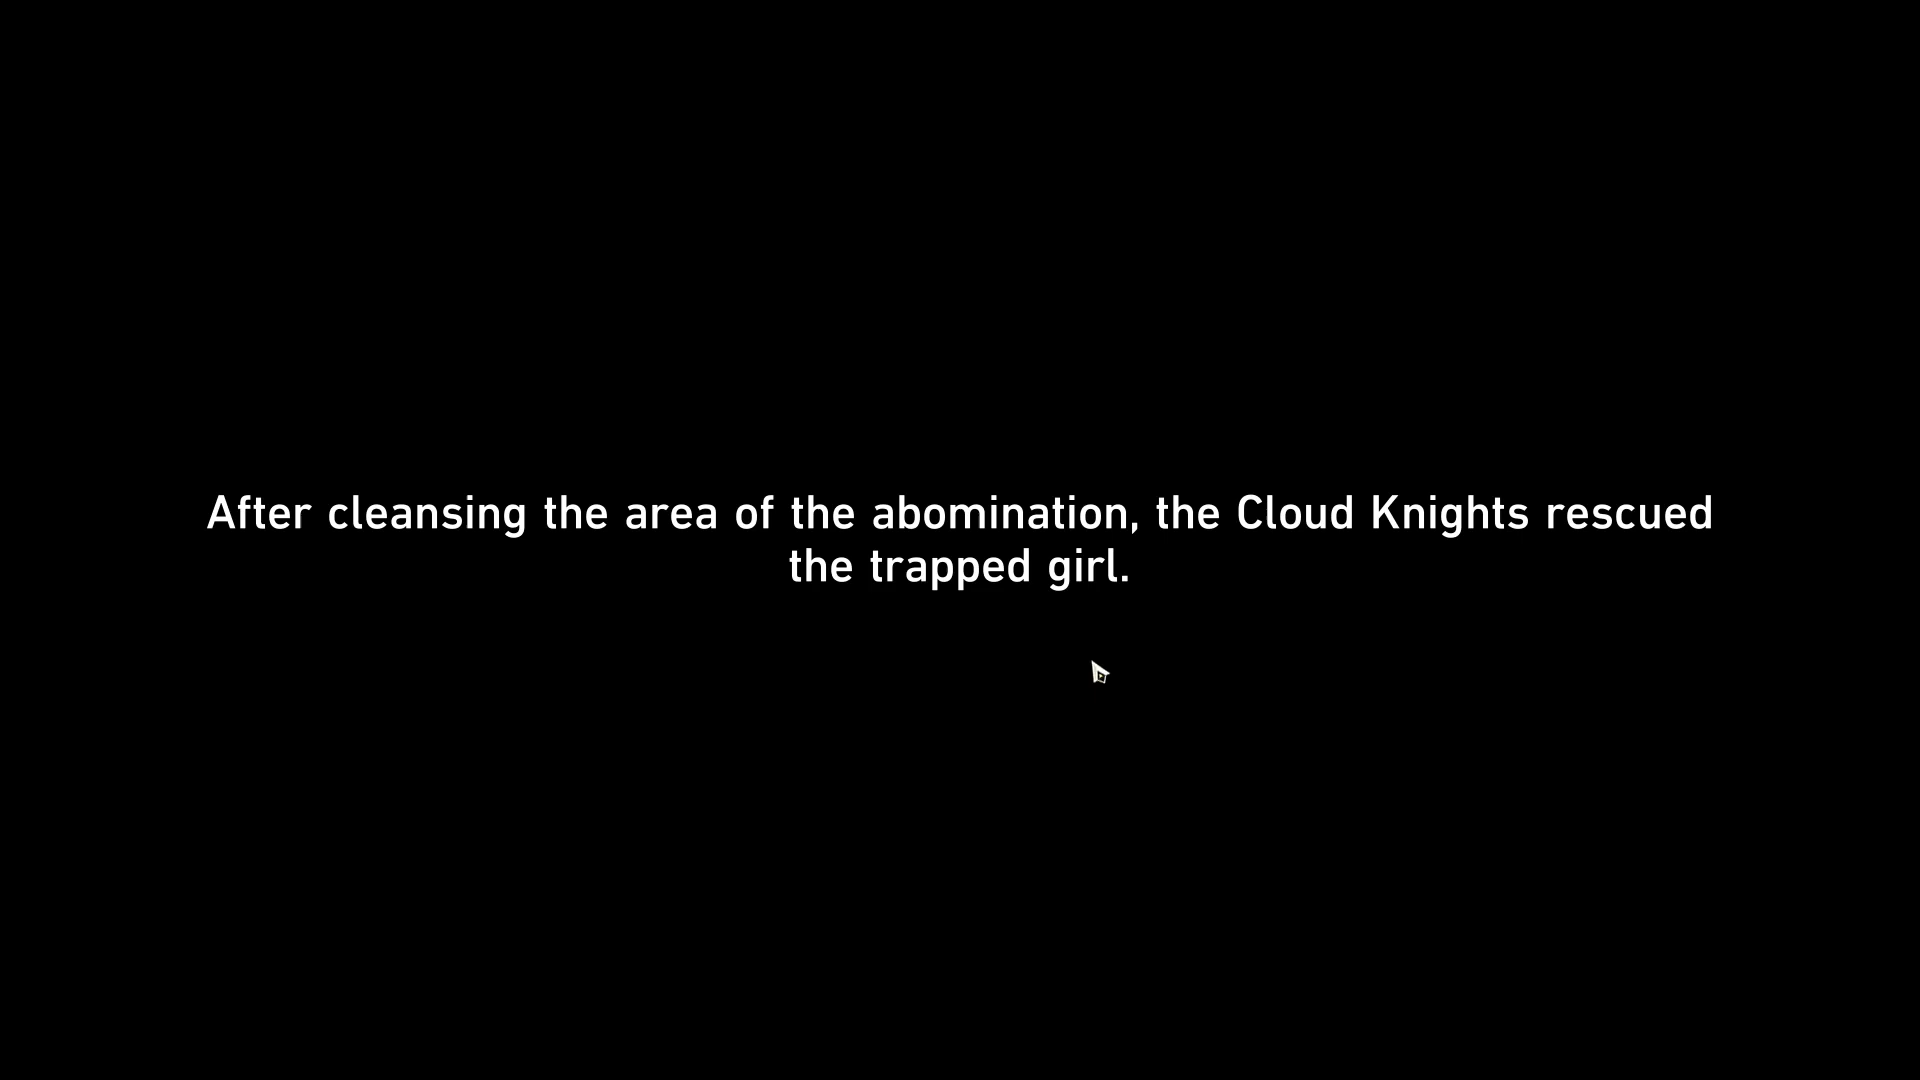 After cleansing the area of the abomination, the Cloud Knights rescued
the trapped girl.